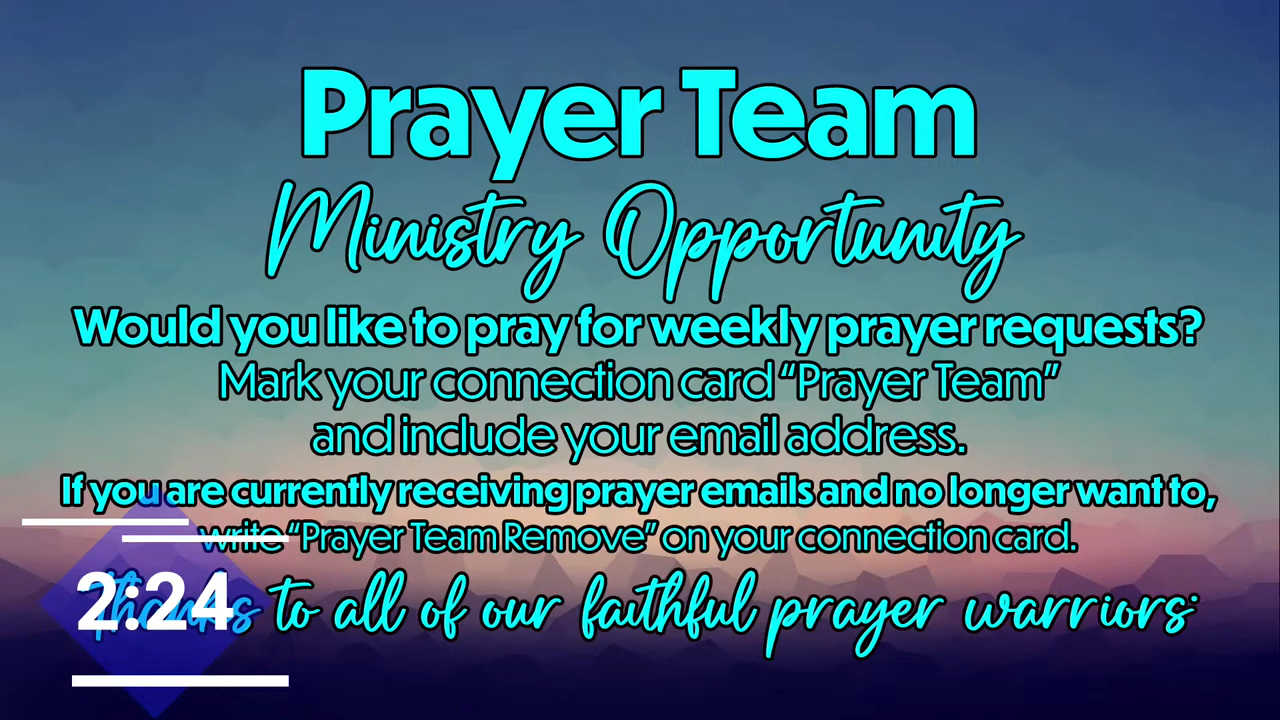 Prayer Team
Ministry Opportunity
Would you like to pray for weekly prayer requests?
Mark your connection card “Prayer Team”
and include your email address.
If you are currently receiving prayer emails and no longer want to,
write “Prayer Team Remove” on your connection card.
Thanks to all of our faithful prayer warriors
2:24